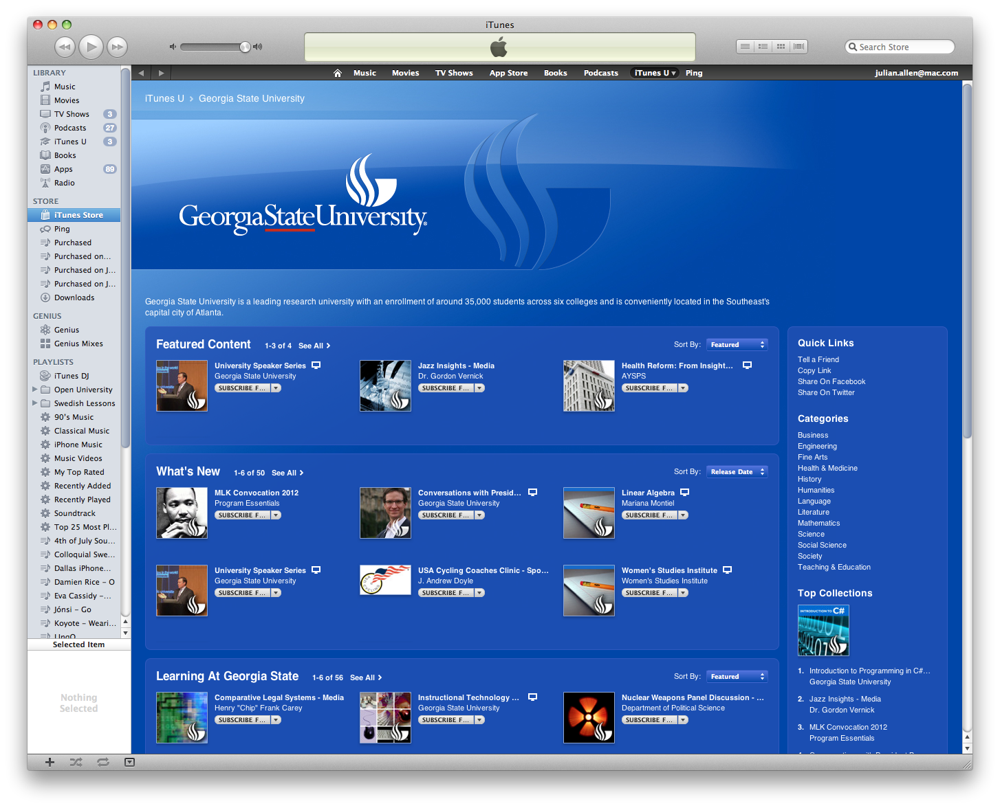 iTunes
Search Store
LIBRARY
Music
Movies
TV Shows 3
Podcasts 27
iTunes U 3
Books
Apps 89
Radio
STORE
iTunes Store
Ping
Purchased
Purchased on...
Purchased on J...
Purchased on J...
Downloads
GENIUS
Genius
Genius Mixes
PLAYLISTS
iTunes DJ
Open University
Swedish Lessons
90's Music
Classical Music
iPhone Music
Music Videos
My Top Rated
Recently Added
Recently Played
Soundtrack
Top 25 Most Pl...
4th of July Sou...
Colloquial Swe...
Dallas iPhone...
Damien Rice – O
Eva Cassidy –...
Jónsi – Go
Koyote – Weari...
Selected Item
Nothing
Selected
Music Movies TV Shows App Store Books Podcasts iTunes U Ping julian.allen@mac.com
iTunes U > Georgia State University
GeorgiaStateUniversity®
Georgia State University is a leading research university with an enrollment of around 35,000 students across six colleges and is conveniently located in the Southeast's
capital city of Atlanta.
Featured Content 1-3 of 4 See All > Sort By: Featured
University Speaker Series
Georgia State University
SUBSCRIBE F...
Jazz Insights - Media
Dr. Gordon Vernick
SUBSCRIBE F...
Health Reform: From Insight...
AYSPS
SUBSCRIBE F...
What's New 1-6 of 50 See All > Sort By: Release Date
MLK Convocation 2012
Program Essentials
SUBSCRIBE F...
Conversations with Presid...
Georgia State University
SUBSCRIBE F...
Linear Algebra
Mariana Montiel
SUBSCRIBE F...
University Speaker Series
Georgia State University
SUBSCRIBE F...
USA CYCLING
USA Cycling Coaches Clinic - Spo...
J. Andrew Doyle
SUBSCRIBE F...
Women's Studies Institute
Women's Studies Institute
SUBSCRIBE F...
Learning At Georgia State 1-6 of 56 See All > Sort By: Featured
Comparative Legal Systems - Media
Henry "Chip" Frank Carey
SUBSCRIBE F...
Instructional Technology ...
Georgia State University
SUBSCRIBE F...
Nuclear Weapons Panel Discussion - ...
Department of Political Science
SUBSCRIBE F...
Quick Links
Tell a Friend
Copy Link
Share On Facebook
Share On Twitter
Categories
Business
Engineering
Fine Arts
Health & Medicine
History
Humanities
Language
Literature
Mathematics
Science
Social Science
Society
Teaching & Education
Top Collections
INTRODUCTION TO C#
1. Introduction to Programming in C#...
Georgia State University
2. Jazz Insights - Media
Dr. Gordon Vernick
3. MLK Convocation 2012
Program Essentials